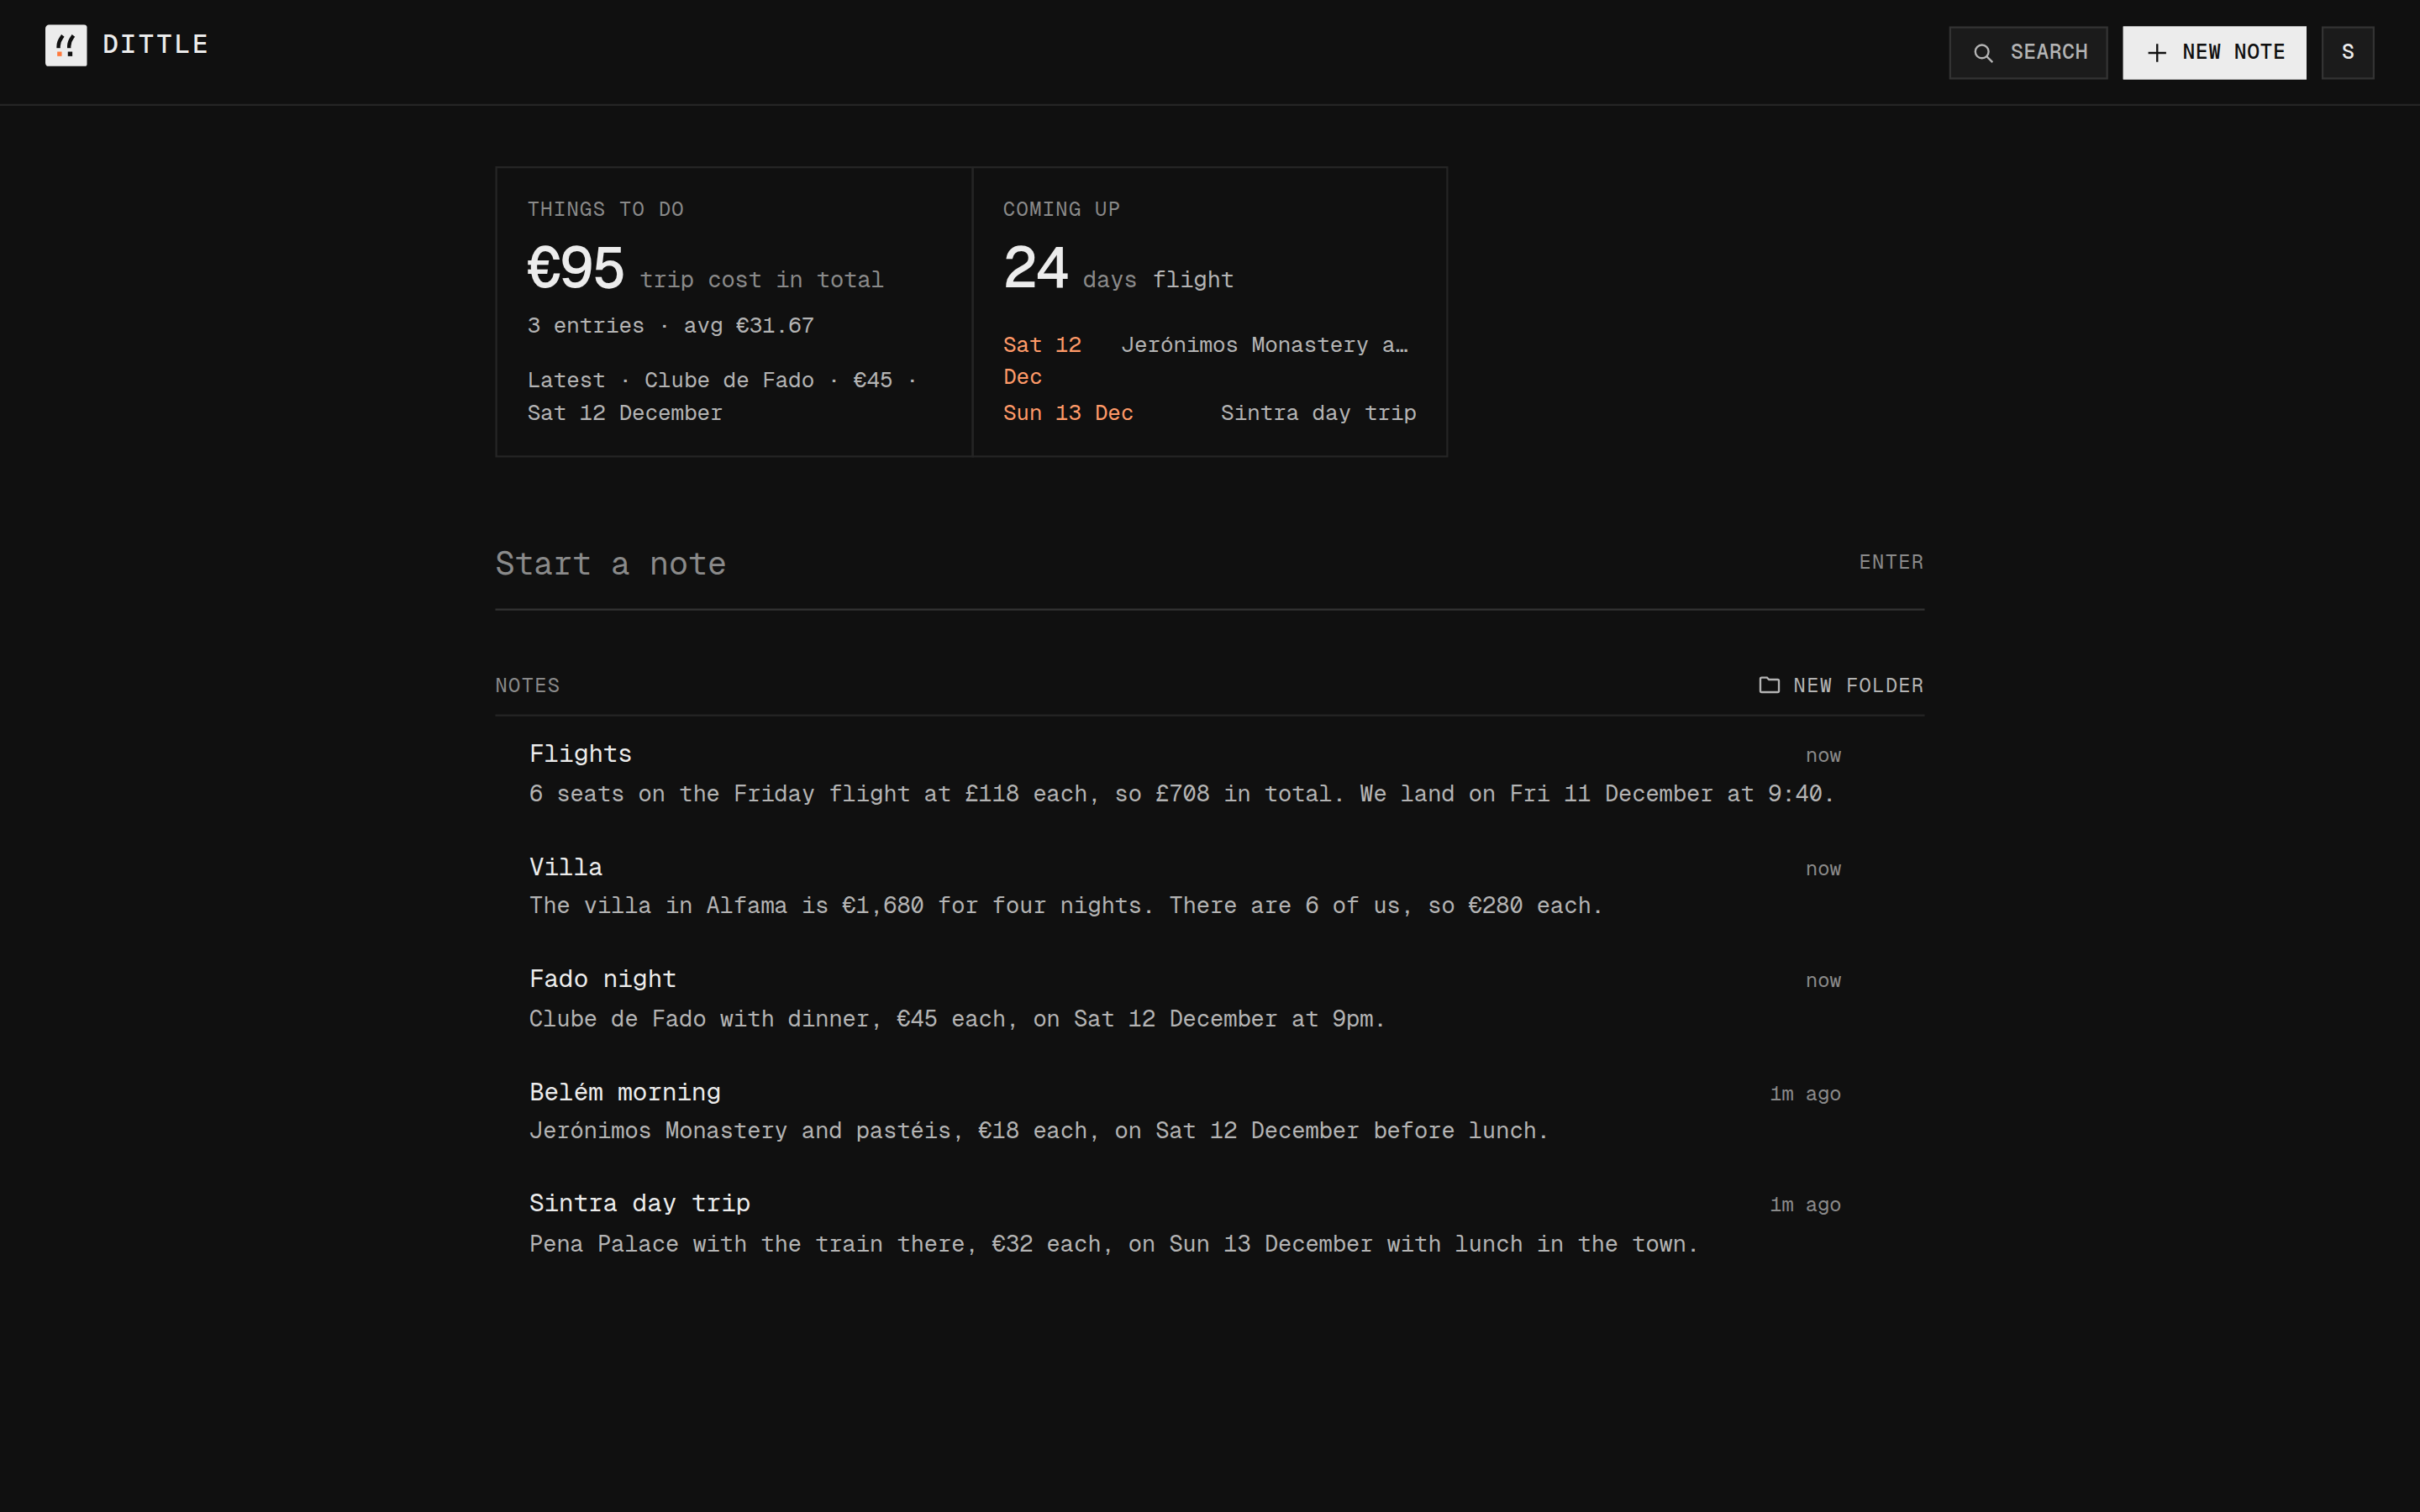 DITTLE
SEARCH
NEW NOTE
S
THINGS TO DO
€95 trip cost in total
3 entries · avg €31.67
Latest · Clube de Fado · €45 ·
Sat 12 December
COMING UP
24 days flight
Sat 12 Dec Jerónimos Monastery a…
Sun 13 Dec Sintra day trip
Start a note
ENTER
NOTES
NEW FOLDER
Flights now
6 seats on the Friday flight at £118 each, so £708 in total. We land on Fri 11 December at 9:40.
Villa now
The villa in Alfama is €1,680 for four nights. There are 6 of us, so €280 each.
Fado night now
Clube de Fado with dinner, €45 each, on Sat 12 December at 9pm.
Belém morning 1m ago
Jerónimos Monastery and pastéis, €18 each, on Sat 12 December before lunch.
Sintra day trip 1m ago
Pena Palace with the train there, €32 each, on Sun 13 December with lunch in the town.